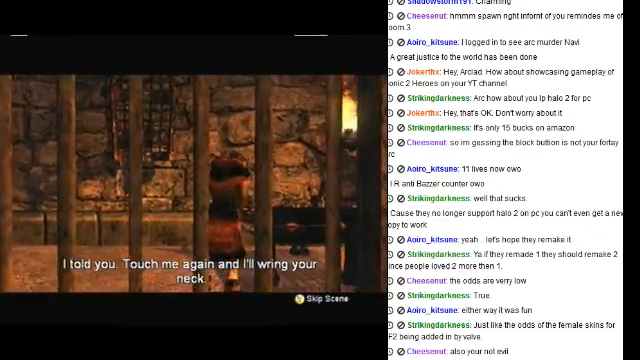 I told you. Touch me again and I'll wring your
neck.
Skip Scene
Shadowstorm191: Charming
Cheesenut: hmmm spawn right infornt of you remindes me of
oom 3
Aoiro_kitsune: I logged in to see arc murder Navi
A great justice to the world has been done
Jokerthx: Hey, Arclad. How about showcasing gameplay of
onic 2 Heroes on your YT channel
Strikingdarkness: Arc how about you lp halo 2 for pc
Jokerthx: Hey, that's OK. Don't worry about it
Strikingdarkness: It's only 15 bucks on amazon
Cheesenut: so im gessing the block buttion is not your fortay
rc
Aoiro_kitsune: 11 lives now owo
I R anti Bazzer counter owo
Strikingdarkness: well that sucks.
Cause they no longer support halo 2 on pc you can't even get a new
opy to work
Aoiro_kitsune: yeah .. let's hope they remake it
Strikingdarkness: Ya if they remade 1 they should remake 2
ince people loved 2 more then 1.
Cheesenut: the odds are verry low
Strikingdarkness: True.
Aoiro_kitsune: either way it was fun
Strikingdarkness: Just like the odds of the female skins for
F2 being added in by valve.
Cheesenut: also your not evil